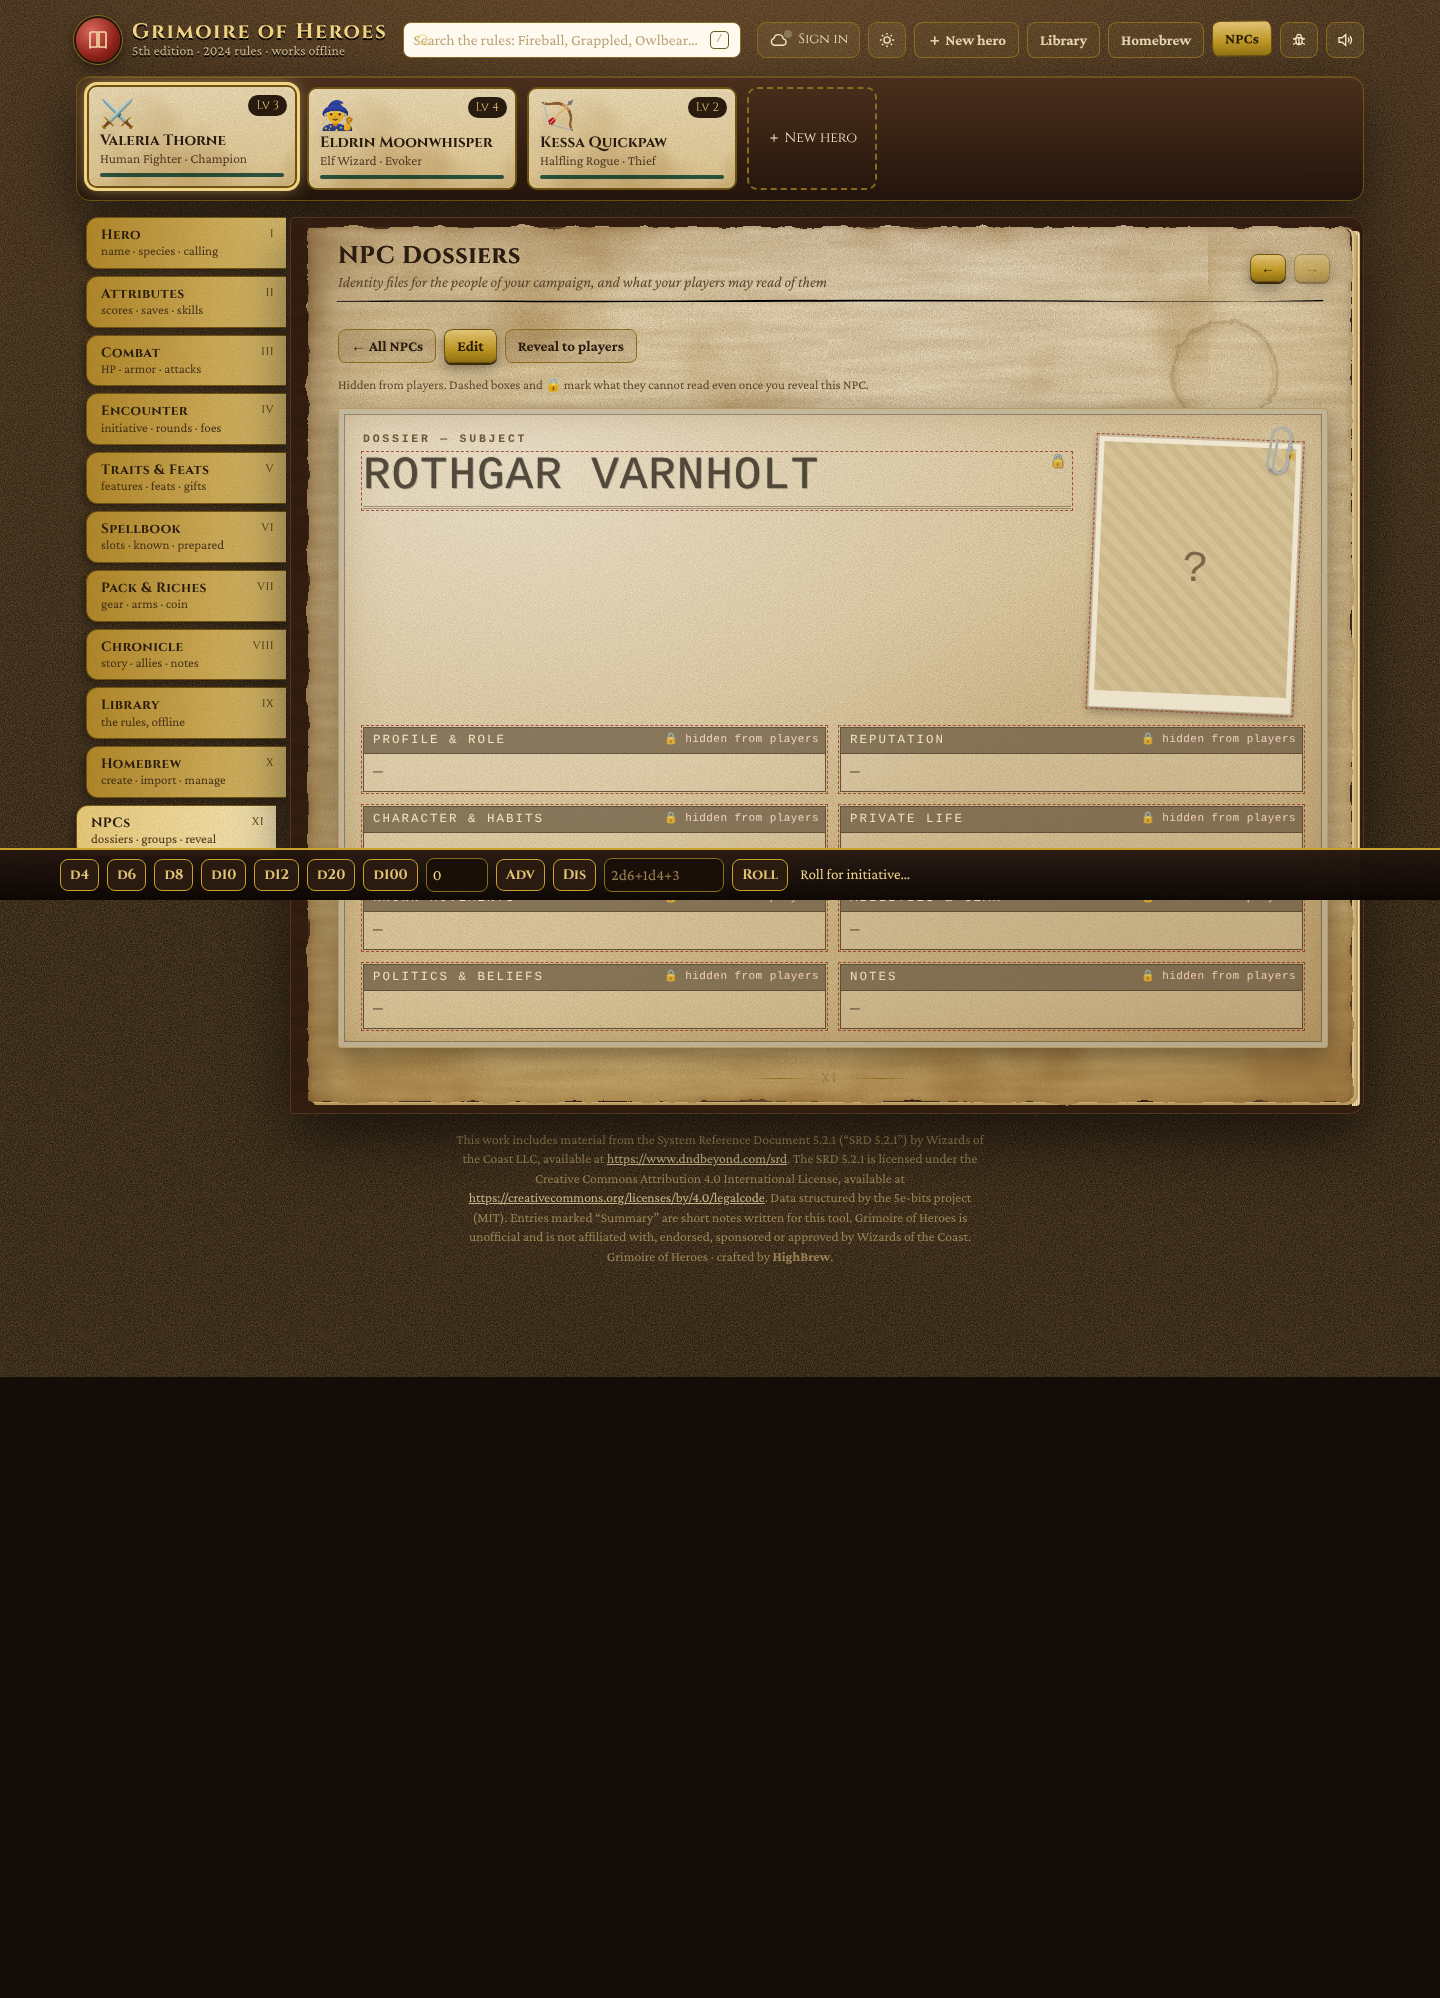 GRIMOIRE OF HEROES
5th edition · 2024 rules · works offline
Search the rules: Fireball, Grappled, Owlbear...
/
SIGN IN
+ New hero
Library
Homebrew
NPCs
LV 3
VALERIA THORNE
Human Fighter · Champion
LV 4
ELDRIN MOONWHISPER
Elf Wizard · Evoker
LV 2
KESSA QUICKPAW
Halfling Rogue · Thief
+ NEW HERO
HERO I
name · species · calling
ATTRIBUTES II
scores · saves · skills
COMBAT III
HP · armor · attacks
ENCOUNTER IV
initiative · rounds · foes
TRAITS & FEATS V
features · feats · gifts
SPELLBOOK VI
slots · known · prepared
PACK & RICHES VII
gear · arms · coin
CHRONICLE VIII
story · allies · notes
LIBRARY IX
the rules, offline
HOMEBREW X
create · import · manage
NPCS XI
dossiers · groups · reveal
NPC DOSSIERS
Identity files for the people of your campaign, and what your players may read of them
← →
← All NPCs
Edit
Reveal to players
Hidden from players. Dashed boxes and 🔒 mark what they cannot read even once you reveal this NPC.
DOSSIER — SUBJECT
ROTHGAR VARNHOLT
?
PROFILE & ROLE 🔒 hidden from players
—
REPUTATION 🔒 hidden from players
—
CHARACTER & HABITS 🔒 hidden from players
PRIVATE LIFE 🔒 hidden from players
—
—
POLITICS & BELIEFS 🔒 hidden from players
—
NOTES 🔒 hidden from players
—
XI
D4 D6 D8 D10 D12 D20 D100 0 ADV DIS 2d6+1d4+3 ROLL Roll for initiative...
This work includes material from the System Reference Document 5.2.1 (“SRD 5.2.1”) by Wizards of
the Coast LLC, available at https://www.dndbeyond.com/srd. The SRD 5.2.1 is licensed under the
Creative Commons Attribution 4.0 International License, available at
https://creativecommons.org/licenses/by/4.0/legalcode. Data structured by the 5e-bits project
(MIT). Entries marked “Summary” are short notes written for this tool. Grimoire of Heroes is
unofficial and is not affiliated with, endorsed, sponsored or approved by Wizards of the Coast.
Grimoire of Heroes · crafted by HighBrew.